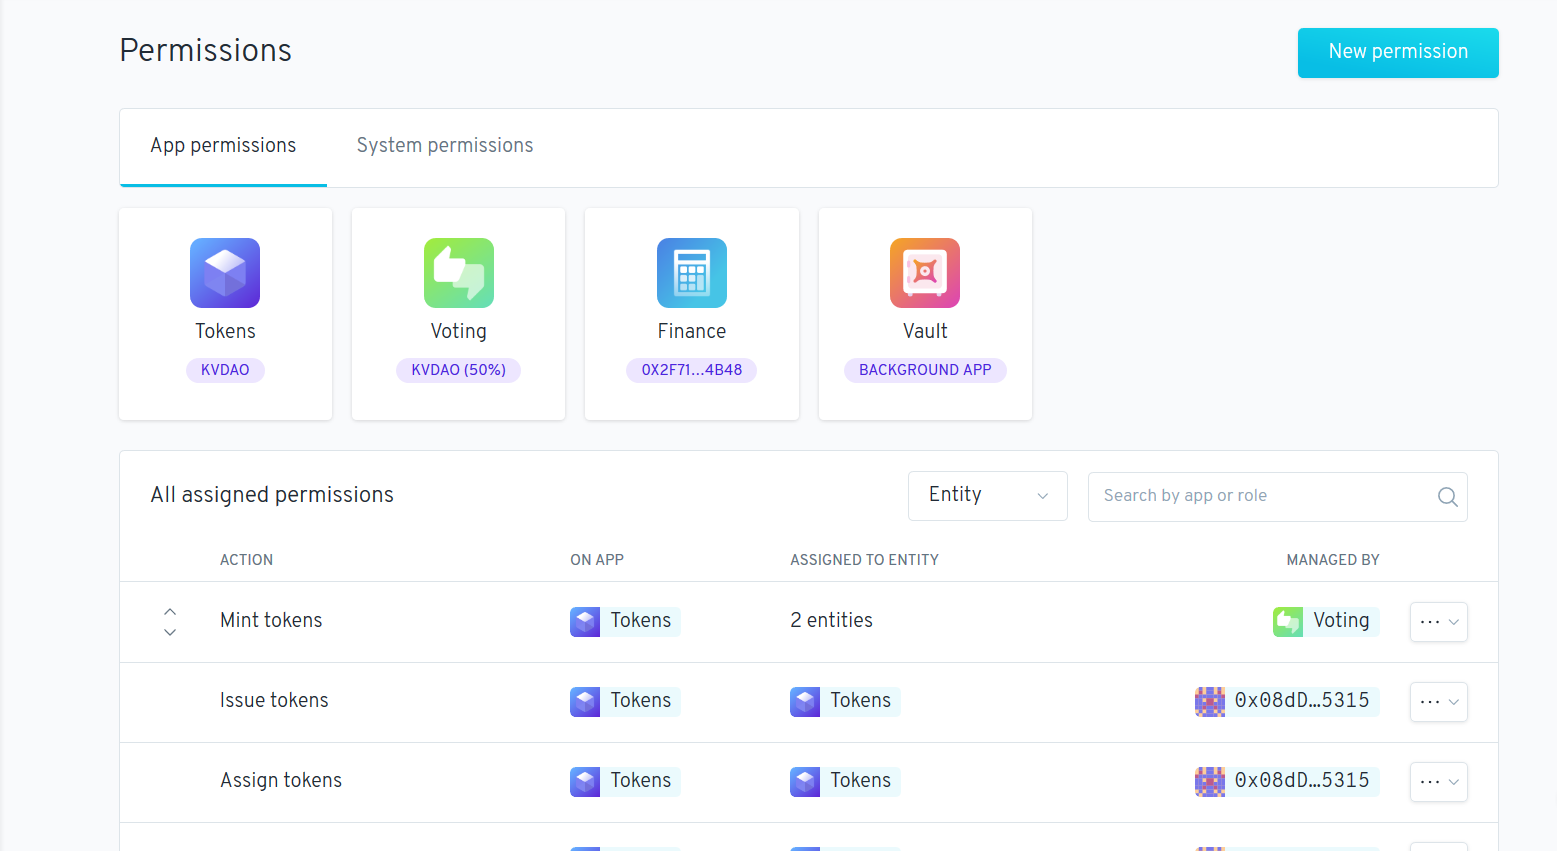 Permissions
New permission
App permissions
System permissions
Tokens
KVDAO
Voting
KVDAO (50%)
Finance
0X2F71…4B48
Vault
BACKGROUND APP
All assigned permissions
Entity
Search by app or role
ACTION ON APP ASSIGNED TO ENTITY MANAGED BY
Mint tokens Tokens 2 entities Voting
Issue tokens Tokens Tokens 0x08dD…5315
Assign tokens Tokens Tokens 0x08dD…5315